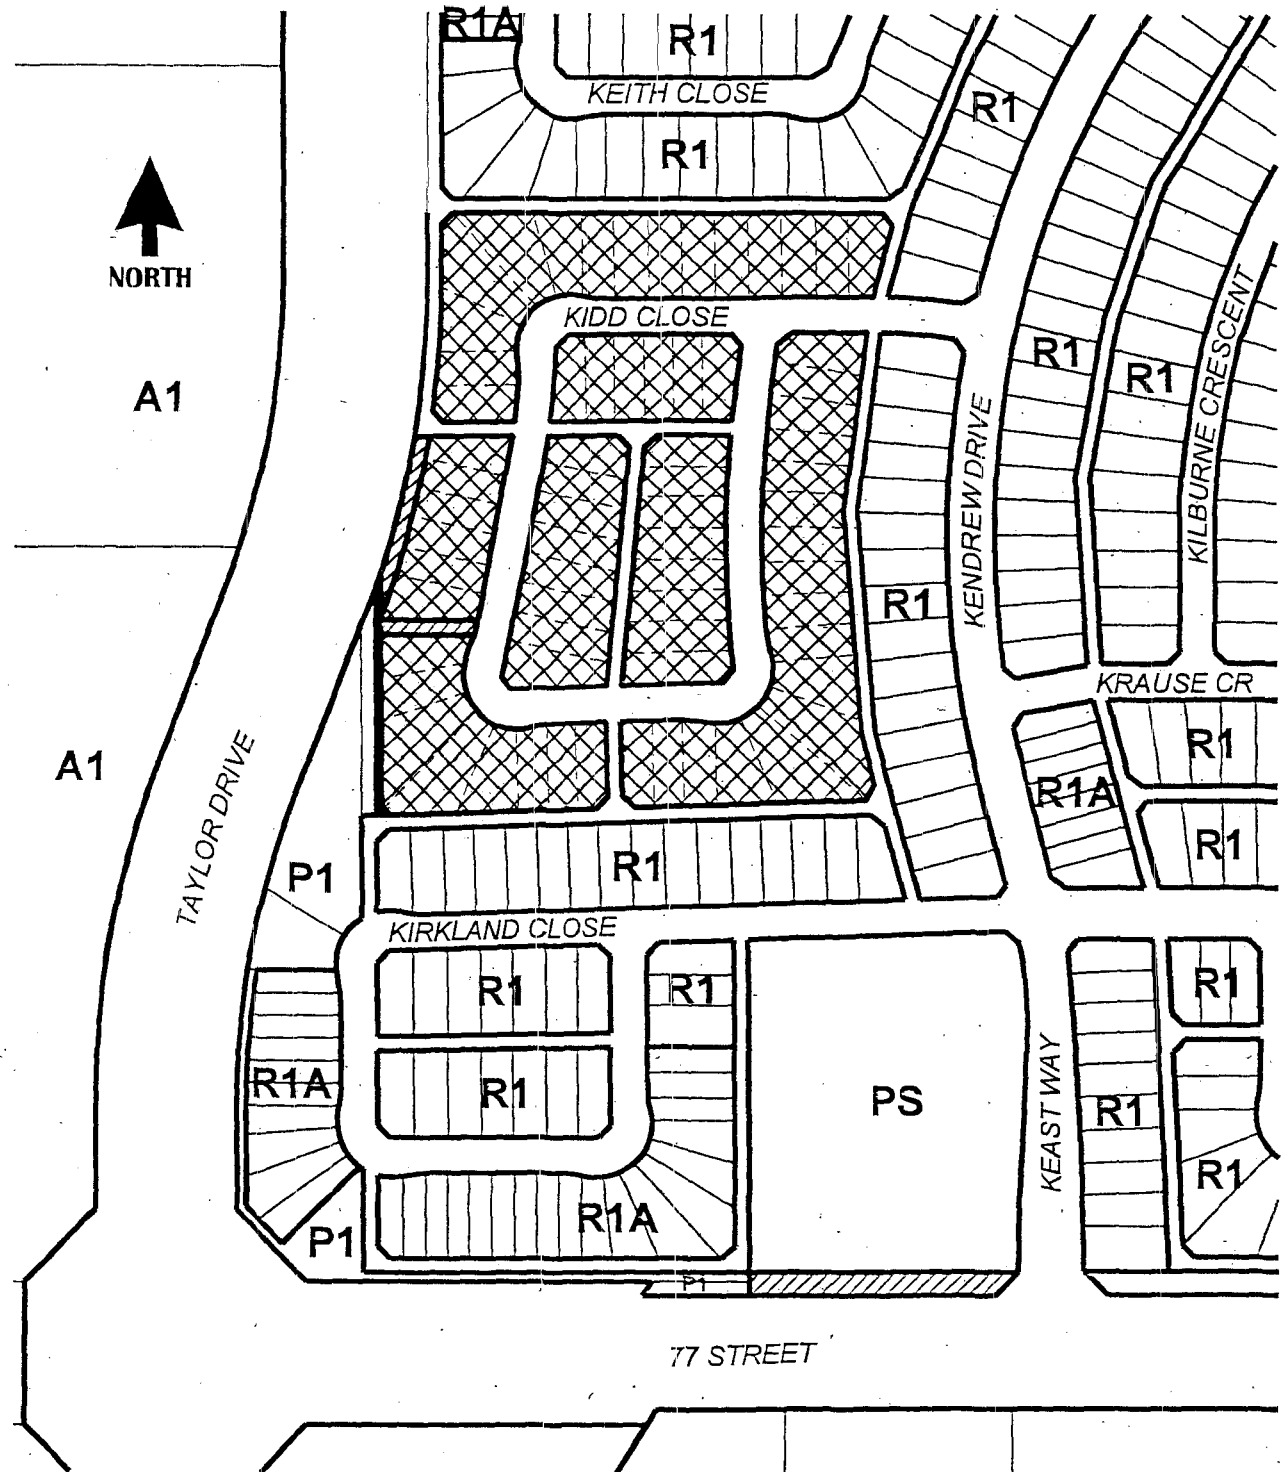 R1A
R1
KEITH CLOSE
R1
R1
NORTH
KIDD CLOSE
A1
R1
R1
KILBURNE CRESCENT
KENDREW DRIVE
R1
KRAUSE CR
A1
R1
R1A
TAYLOR DRIVE
R1
R1
P1
KIRKLAND CLOSE
R1
R1
R1
R1A
R1
PS
KEAST WAY
R1
R1
R1A
P1
P1
77 STREET